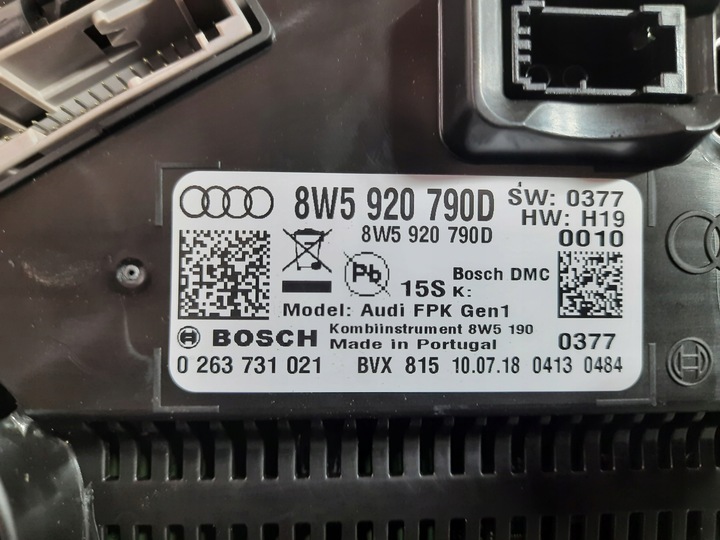 8W5 920 790D
SW: 0377
HW: H19
8W5 920 790D
0010
Pb
15S K:
Bosch DMC
Model: Audi FPK Gen1
BOSCH
Kombiinstrument 8W5 190
Made in Portugal
0377
0 263 731 021 BVX 815 10.07.18 0413 0484